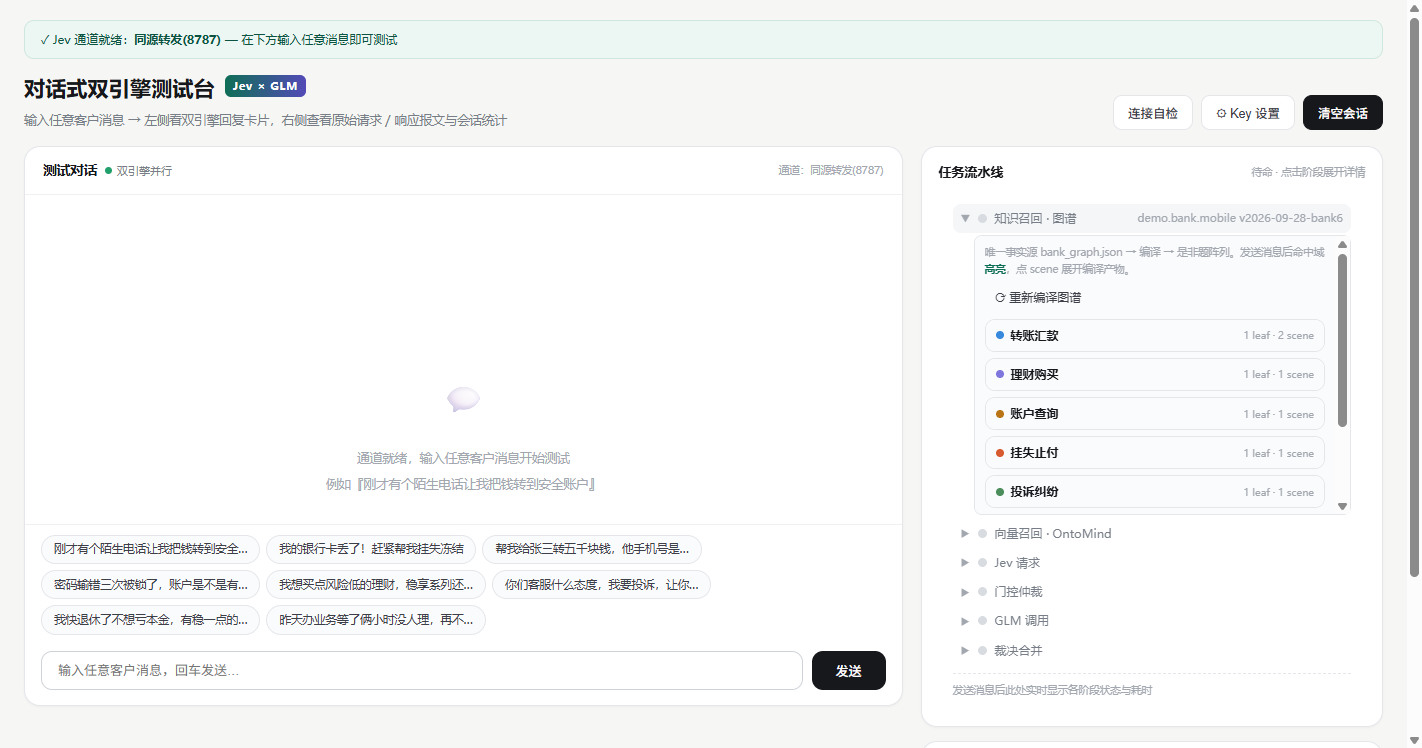 ✓ Jev 通道就绪：同源转发(8787) — 在下方输入任意消息即可测试
对话式双引擎测试台 Jev × GLM
输入任意客户消息 → 左侧看双引擎回复卡片，右侧查看原始请求 / 响应报文与会话统计
连接自检 ⚙ Key 设置 清空会话
测试对话 双引擎并行 通道：同源转发(8787)
通道就绪，输入任意客户消息开始测试
例如『刚才有个陌生电话让我把钱转到安全账户』
刚才有个陌生电话让我把钱转到安全... 我的银行卡丢了！赶紧帮我挂失冻结 帮我给张三转五千块钱，他手机号是...
密码输错三次被锁了，账户是不是有... 我想买点风险低的理财，稳享系列还... 你们客服什么态度，我要投诉，让你...
我快退休了不想亏本金，有稳一点的... 昨天办业务等了俩小时没人理，再不...
输入任意客户消息，回车发送... 发送
任务流水线 待命 · 点击阶段展开详情
▼ 知识召回 · 图谱 demo.bank.mobile v2026-09-28-bank6
唯一事实源 bank_graph.json → 编译 → 是非题阵列。发送消息后命中域
高亮，点 scene 展开编译产物。
⟳ 重新编译图谱
转账汇款 1 leaf · 2 scene
理财购买 1 leaf · 1 scene
账户查询 1 leaf · 1 scene
挂失止付 1 leaf · 1 scene
投诉纠纷 1 leaf · 1 scene
▶ 向量召回 · OntoMind
▶ Jev 请求
▶ 门控仲裁
▶ GLM 调用
▶ 裁决合并
发送消息后此处实时显示各阶段状态与耗时